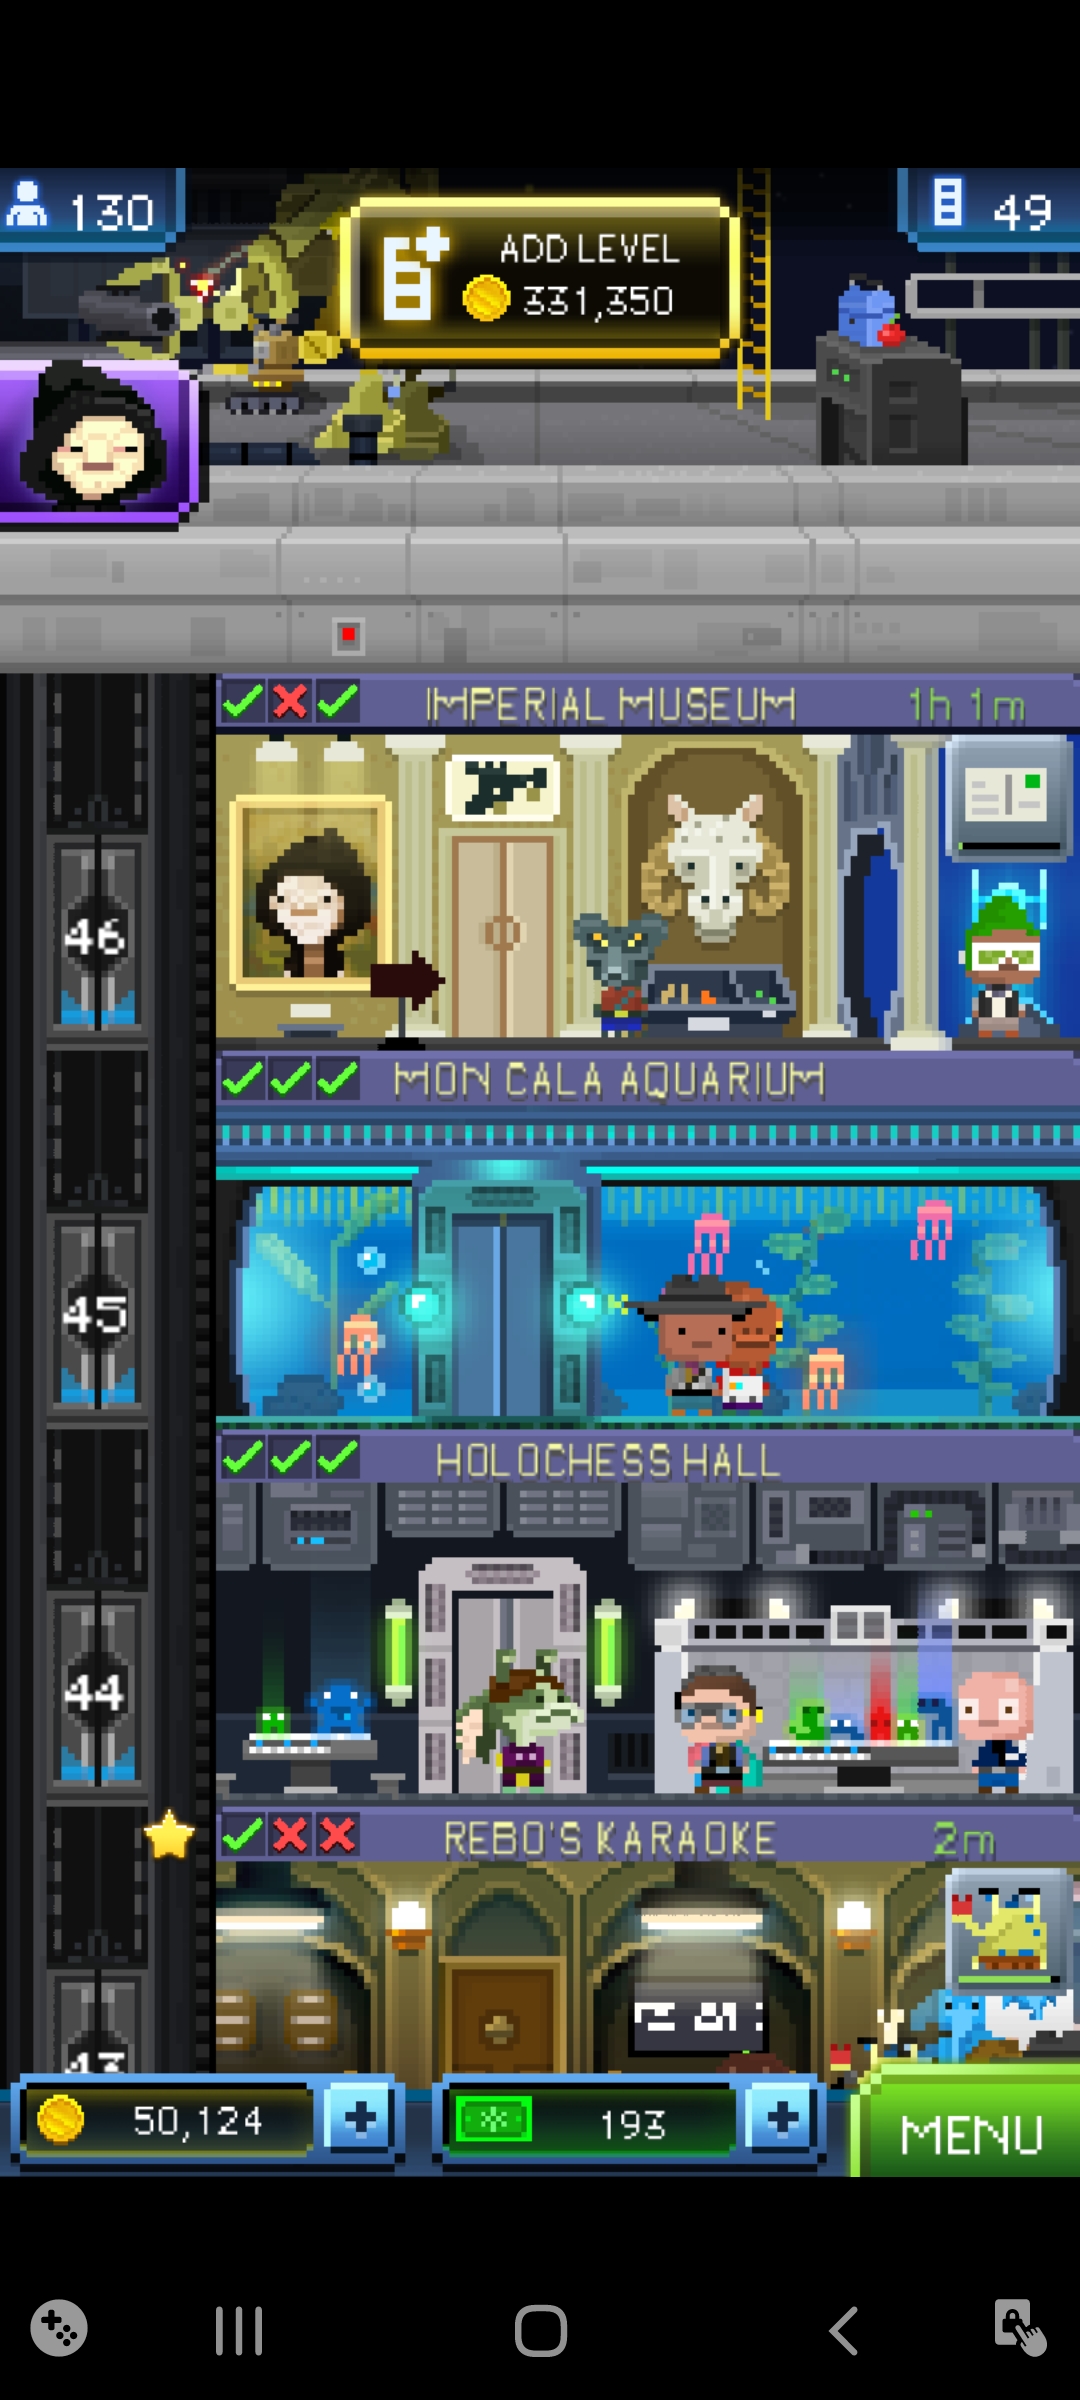 130
ADD LEVEL
331,350
49
IMPERIAL MUSEUM 1h 1m
46
MON CALA AQUARIUM
45
HOLOCHESS HALL
44
REBO'S KARAOKE 2m
43
50,124
193
MENU